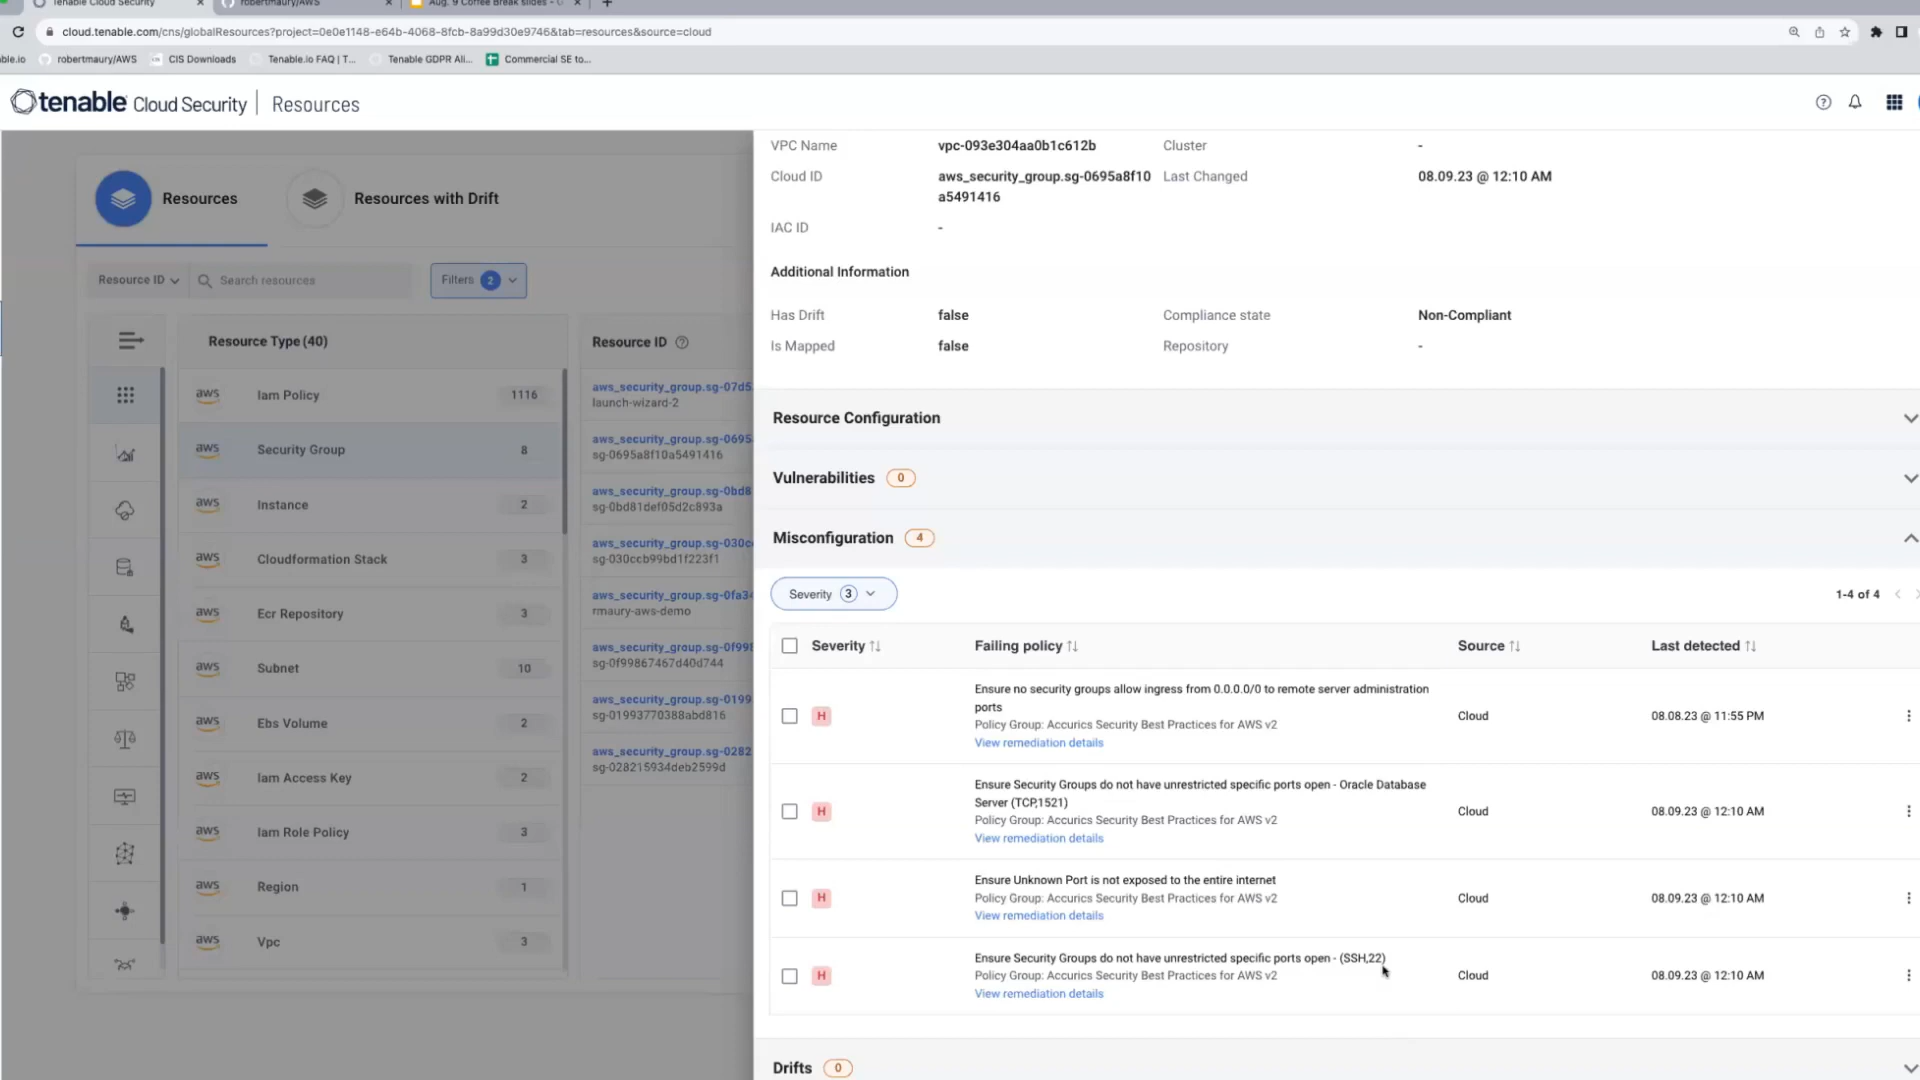 Tenable Cloud Security
robertmaury/AWS
Aug. 9 Coffee Break slides - G
cloud.tenable.com/cns/globalResources?project=0e0e1148-e64b-4068-8fcb-8a99d30e9746&tab=resources&source=cloud
ble.io
robertmaury/AWS
CIS Downloads
Tenable.io FAQ | T...
Tenable GDPR Ali...
Commercial SE to...
tenable Cloud Security | Resources
Resources
Resources with Drift
Resource ID
Search resources
Filters 2
Resource Type (40)
Resource ID
aws Iam Policy 1116
aws Security Group 8
aws Instance 2
aws Cloudformation Stack 3
aws Ecr Repository 3
aws Subnet 10
aws Ebs Volume 2
aws Iam Access Key 2
aws Iam Role Policy 3
aws Region 1
aws Vpc 3
aws_security_group.sg-07d5
launch-wizard-2
aws_security_group.sg-0695
sg-0695a8f10a5491416
aws_security_group.sg-0bd8
sg-0bd81def05d2c893a
aws_security_group.sg-030cc
sg-030ccb99bd1f223f1
aws_security_group.sg-0fa34
rmaury-aws-demo
aws_security_group.sg-0f998
sg-0f99867467d40d744
aws_security_group.sg-0199
sg-01993770388abd816
aws_security_group.sg-0282
sg-028215934deb2599d
VPC Name vpc-093e304aa0b1c612b Cluster -
Cloud ID aws_security_group.sg-0695a8f10 Last Changed 08.09.23 @ 12:10 AM
a5491416
IAC ID -
Additional Information
Has Drift false Compliance state Non-Compliant
Is Mapped false Repository -
Resource Configuration
Vulnerabilities 0
Misconfiguration 4
Severity 3
1-4 of 4
Severity Failing policy Source Last detected
Ensure no security groups allow ingress from 0.0.0.0/0 to remote server administration
ports
H Cloud 08.08.23 @ 11:55 PM
Policy Group: Accurics Security Best Practices for AWS v2
View remediation details
Ensure Security Groups do not have unrestricted specific ports open - Oracle Database
Server (TCP,1521)
H Cloud 08.09.23 @ 12:10 AM
Policy Group: Accurics Security Best Practices for AWS v2
View remediation details
Ensure Unknown Port is not exposed to the entire internet
H Policy Group: Accurics Security Best Practices for AWS v2 Cloud 08.09.23 @ 12:10 AM
View remediation details
Ensure Security Groups do not have unrestricted specific ports open - (SSH,22)
H Policy Group: Accurics Security Best Practices for AWS v2 Cloud 08.09.23 @ 12:10 AM
View remediation details
Drifts 0